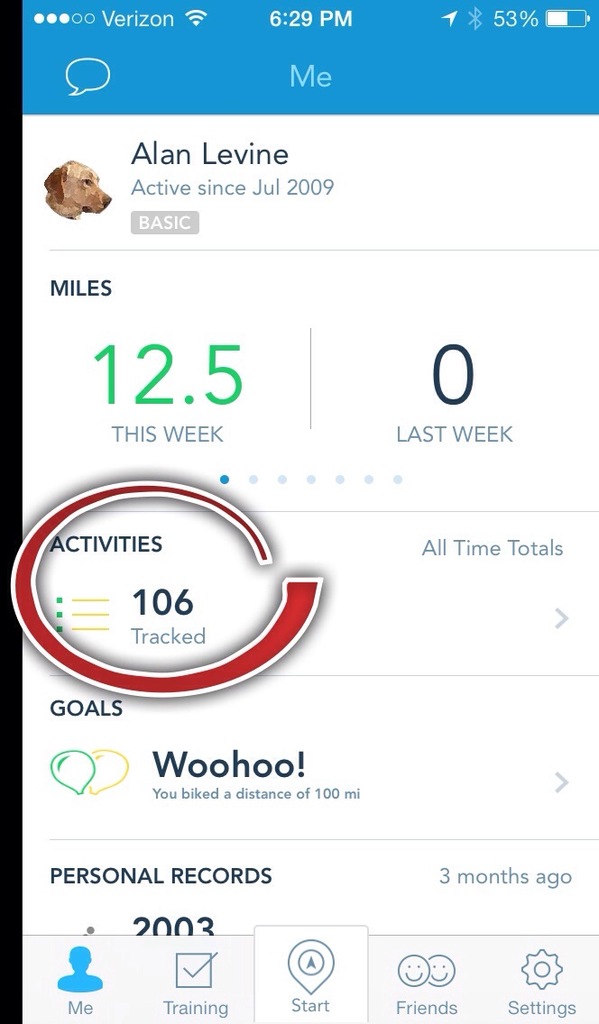 Verizon 6:29 PM 53%
Me
Alan Levine
Active since Jul 2009
BASIC
MILES
12.5 0
THIS WEEK LAST WEEK
ACTIVITIES All Time Totals
106
Tracked
GOALS
Woohoo!
You biked a distance of 100 mi
PERSONAL RECORDS 3 months ago
2003
Me Training Start Friends Settings